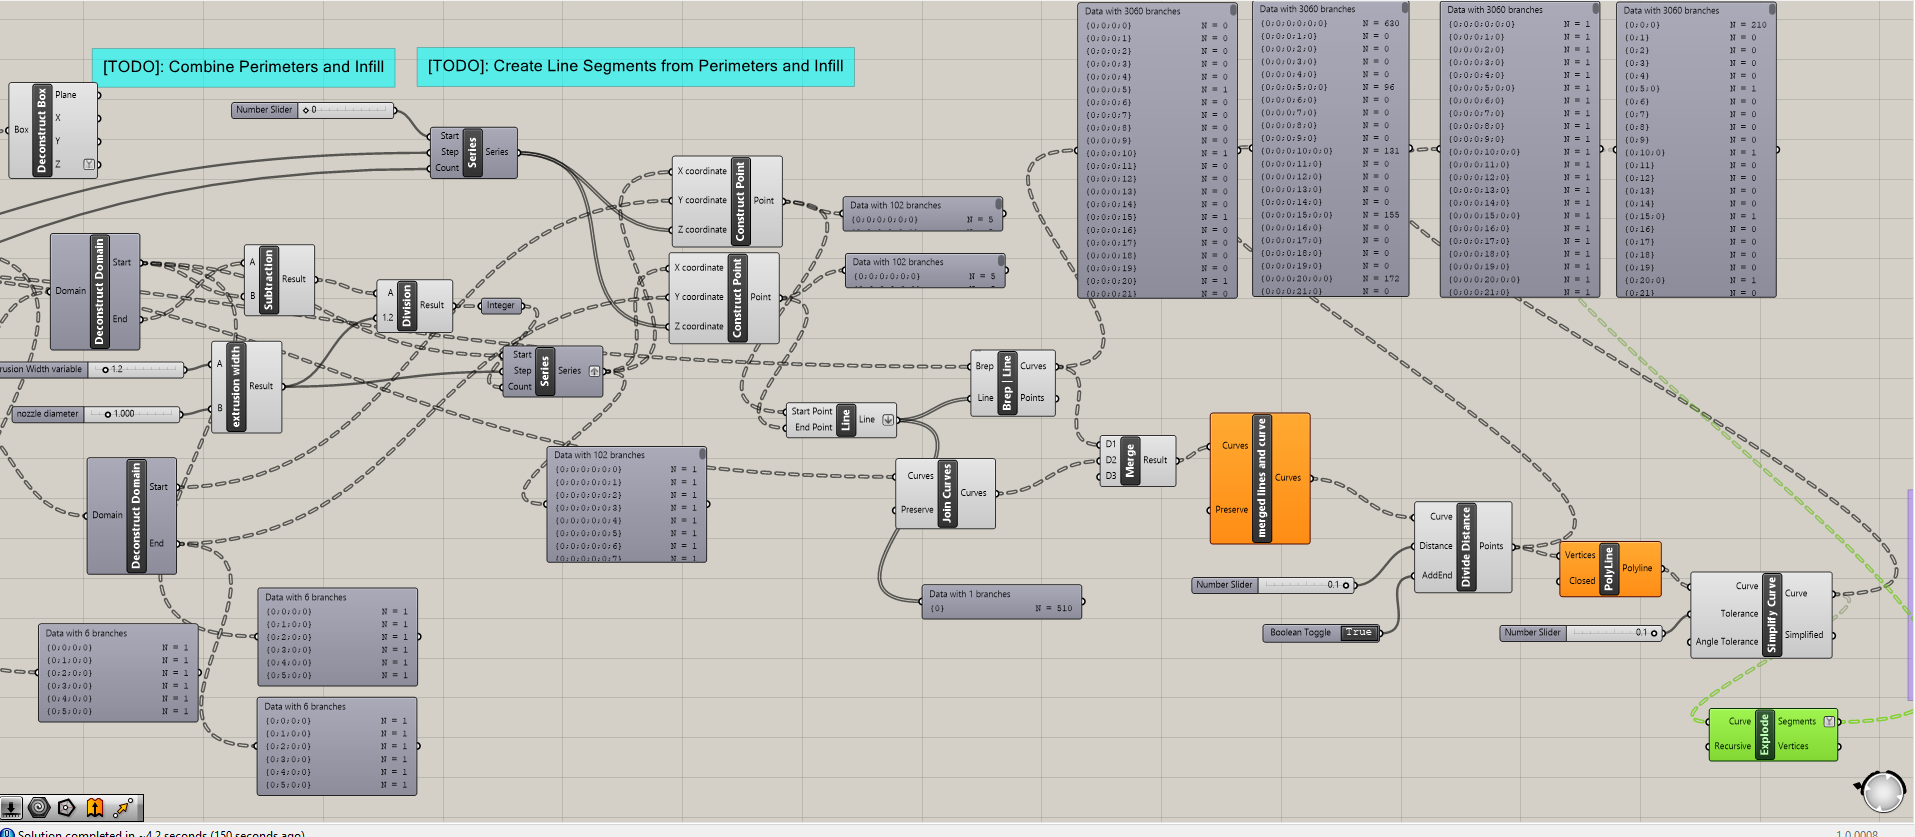 [TODO]: Combine Perimeters and Infill
[TODO]: Create Line Segments from Perimeters and Infill
Box
Deconstruct Box
Plane
X
Y
Z
Number Slider
0
Start
Step
Count
Series
Series
X coordinate
Y coordinate
Z coordinate
Construct Point
Point
X coordinate
Y coordinate
Z coordinate
Construct Point
Point
Data with 102 branches
{0;0;0;0;0;0} N = 5
Data with 102 branches
{0;0;0;0;0;0} N = 5
Data with 3060 branches
{0;0;0;0} N = 0
{0;0;0;1} N = 0
{0;0;0;2} N = 0
{0;0;0;3} N = 0
{0;0;0;4} N = 0
{0;0;0;5} N = 1
{0;0;0;6} N = 0
{0;0;0;7} N = 0
{0;0;0;8} N = 0
{0;0;0;9} N = 0
{0;0;0;10} N = 1
{0;0;0;11} N = 0
{0;0;0;12} N = 0
{0;0;0;13} N = 0
{0;0;0;14} N = 0
{0;0;0;15} N = 1
{0;0;0;16} N = 0
{0;0;0;17} N = 0
{0;0;0;18} N = 0
{0;0;0;19} N = 0
{0;0;0;20} N = 1
{0;0;0;21} N = 0
Data with 3060 branches
{0;0;0;0;0;0} N = 630
{0;0;0;1;0} N = 0
{0;0;0;2;0} N = 0
{0;0;0;3;0} N = 0
{0;0;0;4;0} N = 0
{0;0;0;5;0;0} N = 96
{0;0;0;6;0} N = 0
{0;0;0;7;0} N = 0
{0;0;0;8;0} N = 0
{0;0;0;9;0} N = 0
{0;0;0;10;0;0} N = 131
{0;0;0;11;0} N = 0
{0;0;0;12;0} N = 0
{0;0;0;13;0} N = 0
{0;0;0;14;0} N = 0
{0;0;0;15;0;0} N = 155
{0;0;0;16;0} N = 0
{0;0;0;17;0} N = 0
{0;0;0;18;0} N = 0
{0;0;0;19;0} N = 0
{0;0;0;20;0;0} N = 172
{0;0;0;21;0} N = 0
Data with 3060 branches
{0;0;0;0;0;0} N = 1
{0;0;0;1;0} N = 1
{0;0;0;2;0} N = 1
{0;0;0;3;0} N = 1
{0;0;0;4;0} N = 1
{0;0;0;5;0;0} N = 1
{0;0;0;6;0} N = 1
{0;0;0;7;0} N = 1
{0;0;0;8;0} N = 1
{0;0;0;9;0} N = 1
{0;0;0;10;0;0} N = 1
{0;0;0;11;0} N = 1
{0;0;0;12;0} N = 1
{0;0;0;13;0} N = 1
{0;0;0;14;0} N = 1
{0;0;0;15;0;0} N = 1
{0;0;0;16;0} N = 1
{0;0;0;17;0} N = 1
{0;0;0;18;0} N = 1
{0;0;0;19;0} N = 1
{0;0;0;20;0;0} N = 1
{0;0;0;21;0} N = 1
Data with 3060 branches
{0;0;0} N = 210
{0;1} N = 0
{0;2} N = 0
{0;3} N = 0
{0;4} N = 0
{0;5;0} N = 1
{0;6} N = 0
{0;7} N = 0
{0;8} N = 0
{0;9} N = 0
{0;10;0} N = 1
{0;11} N = 0
{0;12} N = 0
{0;13} N = 0
{0;14} N = 0
{0;15;0} N = 1
{0;16} N = 0
{0;17} N = 0
{0;18} N = 0
{0;19} N = 0
{0;20;0} N = 1
{0;21} N = 0
Domain
Deconstruct Domain
Start
End
A
B
Subtraction
Result
A
1.2
Division
Result
Integer
A
B
extrusion width
Result
rusion Width variable
1.2
nozzle diameter
1.000
Start
Step
Count
Series
Series
Start Point
End Point
Line
Line
Brep
Line
Brep | Line
Curves
Points
Domain
Deconstruct Domain
Start
End
Data with 102 branches
{0;0;0;0;0;0} N = 1
{0;0;0;0;0;1} N = 1
{0;0;0;0;0;2} N = 1
{0;0;0;0;0;3} N = 1
{0;0;0;0;0;4} N = 1
{0;0;0;0;0;5} N = 1
{0;0;0;0;0;6} N = 1
{0;0;0;0;0;7} N = 1
Curves
Preserve
Join Curves
Curves
D1
D2
D3
Merge
Result
Curves
Preserve
merged lines and curve
Curves
Number Slider
0.1
Boolean Toggle
True
Curve
Distance
AddEnd
Divide Distance
Points
Vertices
Closed
PolyLine
Polyline
Number Slider
0.1
Curve
Tolerance
Angle Tolerance
Simplify Curve
Curve
Simplified
Data with 1 branches
{0} N = 510
Data with 6 branches
{0;0;0;0} N = 1
{0;1;0;0} N = 1
{0;2;0;0} N = 1
{0;3;0;0} N = 1
{0;4;0;0} N = 1
{0;5;0;0} N = 1
Data with 6 branches
{0;0;0;0} N = 1
{0;1;0;0} N = 1
{0;2;0;0} N = 1
{0;3;0;0} N = 1
{0;4;0;0} N = 1
{0;5;0;0} N = 1
Data with 6 branches
{0;0;0;0} N = 1
{0;1;0;0} N = 1
{0;2;0;0} N = 1
{0;3;0;0} N = 1
{0;4;0;0} N = 1
{0;5;0;0} N = 1
Curve
Recursive
Explode
Segments
Vertices
Solution completed in ~4.2 seconds (150 seconds ago)
1.0.0008